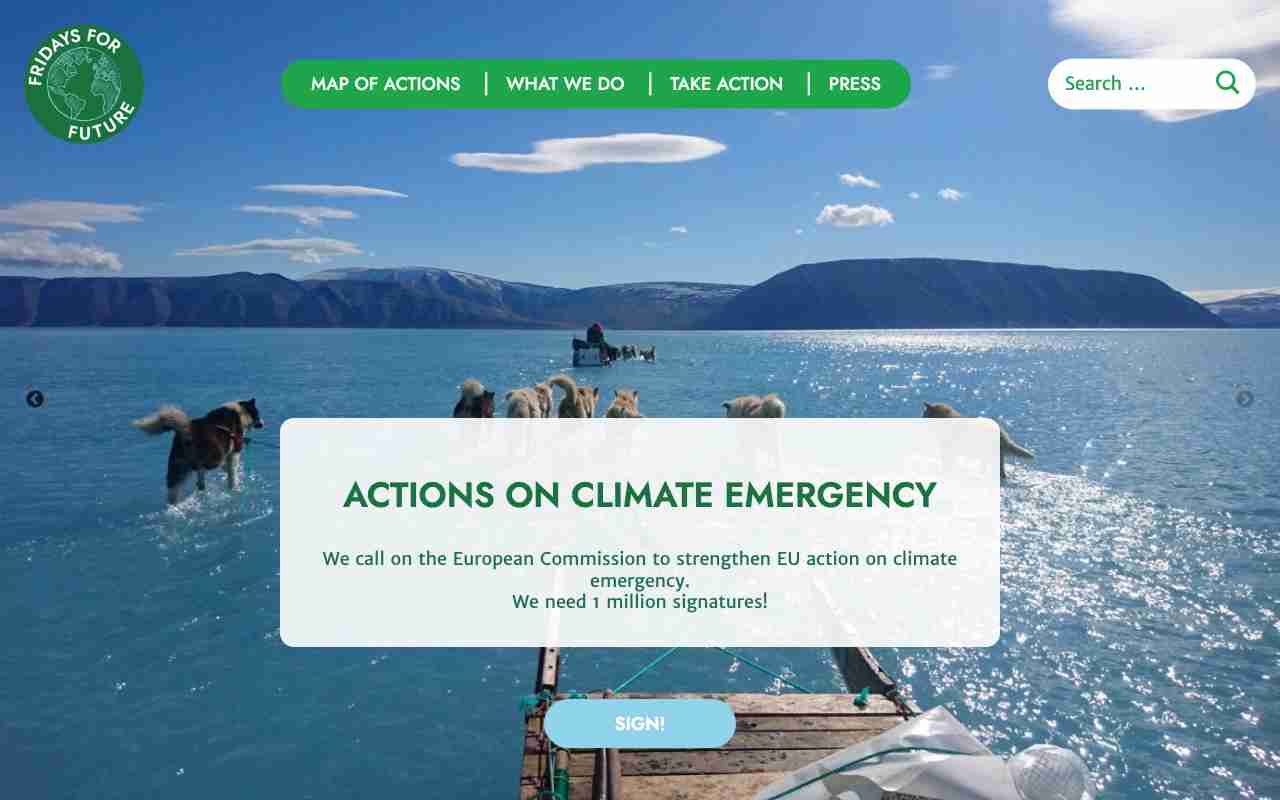 FRIDAYS FOR
FUTURE
MAP OF ACTIONS
WHAT WE DO
TAKE ACTION
PRESS
Search ...
ACTIONS ON CLIMATE EMERGENCY
We call on the European Commission to strengthen EU action on climate
emergency.
We need 1 million signatures!
SIGN!